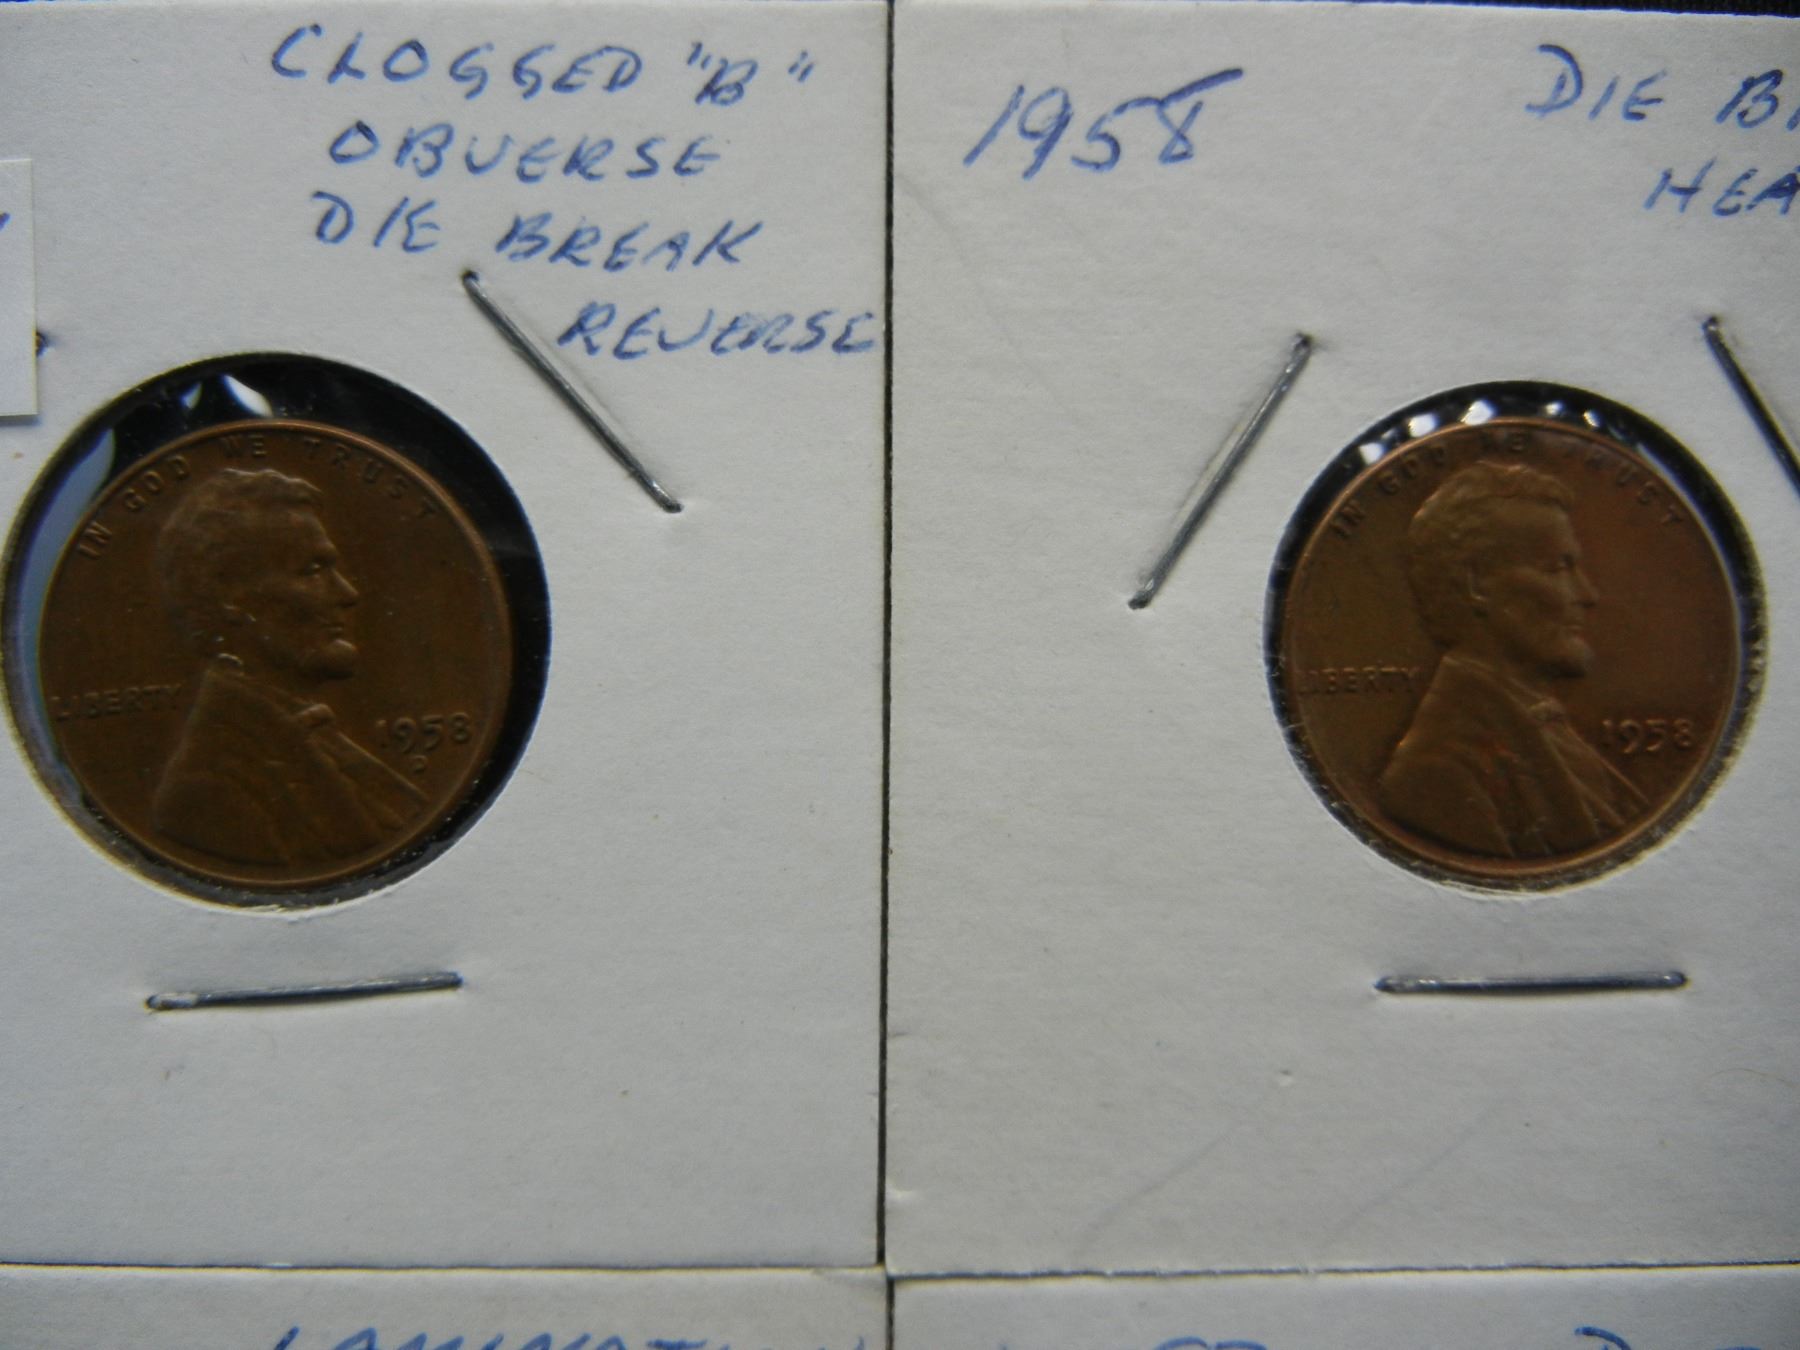 CLOGGED "B"
OBVERSE
DIE BREAK
REVERSE
IN GOD WE TRUST
LIBERTY
1958
D
1958
DIE
IN GOD WE TRUST
LIBERTY
1958
LAMINATION